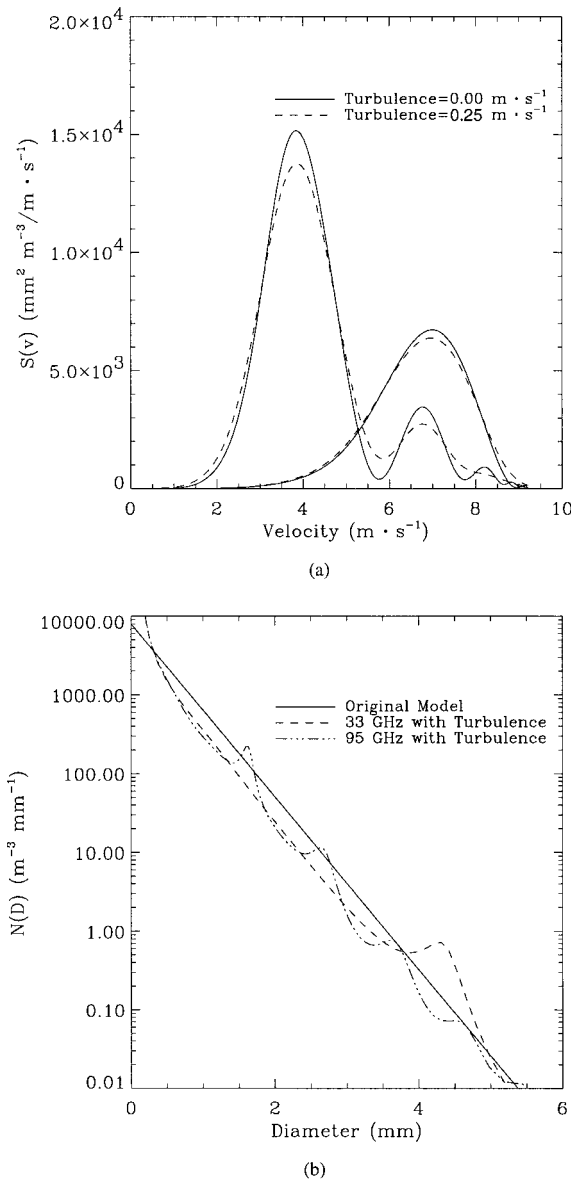 2.0×10⁴
1.5×10⁴
1.0×10⁴
5.0×10³
0
S(v) (mm² m⁻³/m · s⁻¹)
Turbulence=0.00 m · s⁻¹
Turbulence=0.25 m · s⁻¹
0 2 4 6 8 10
Velocity (m · s⁻¹)
(a)
10000.00
1000.00
100.00
10.00
1.00
0.10
0.01
N(D) (m⁻³ mm⁻¹)
Original Model
33 GHz with Turbulence
95 GHz with Turbulence
0 2 4 6
Diameter (mm)
(b)